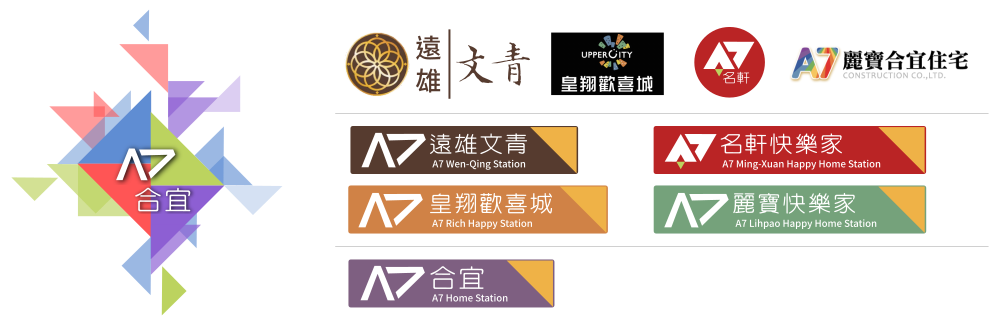 A7
合宜
遠雄
文青
UPPERCITY
皇翔歡喜城
A7
名軒
A7麗寶合宜住宅
CONSTRUCTION CO.,LTD.
A7 遠雄文青
A7 Wen-Qing Station
A7 名軒快樂家
A7 Ming-Xuan Happy Home Station
A7 皇翔歡喜城
A7 Rich Happy Station
A7 麗寶快樂家
A7 Lihpao Happy Home Station
A7 合宜
A7 Home Station